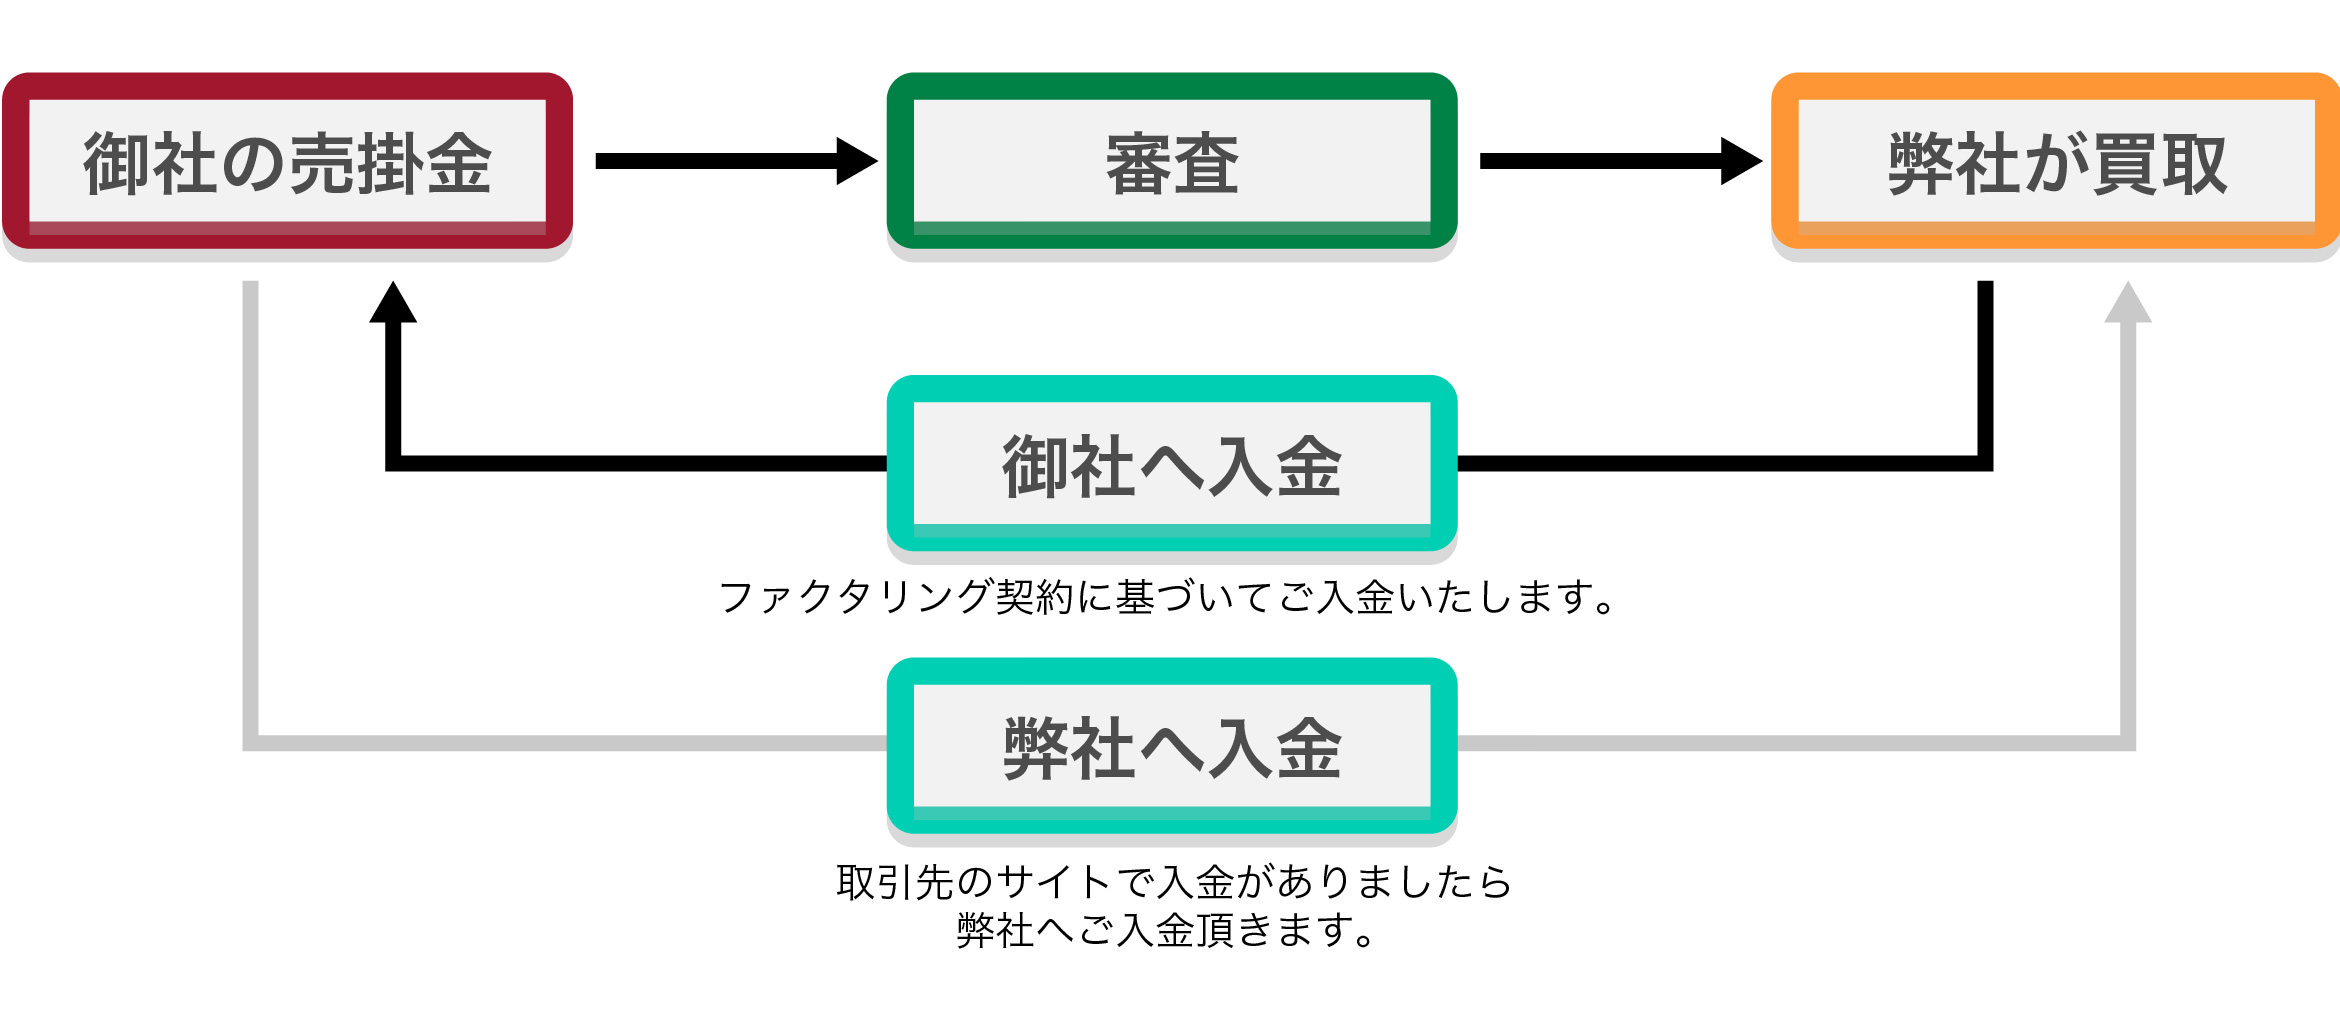 御社の売掛金
審査
弊社が買取
御社へ入金
ファクタリング契約に基づいてご入金いたします。
弊社へ入金
取引先のサイトで入金がありましたら
弊社へご入金頂きます。